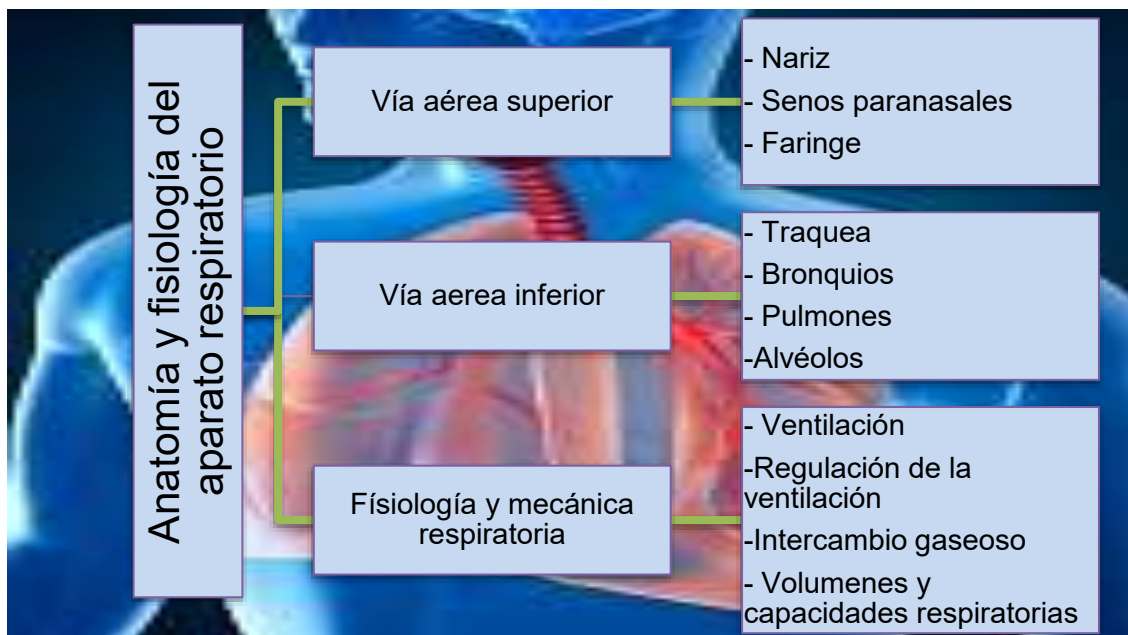 Anatomía y fisiología del
aparato respiratorio
Vía aérea superior
- Nariz
- Senos paranasales
- Faringe
Vía aerea inferior
- Traquea
- Bronquios
- Pulmones
-Alvéolos
Físiología y mecánica
respiratoria
- Ventilación
-Regulación de la
ventilación
-Intercambio gaseoso
- Volumenes y
capacidades respiratorias